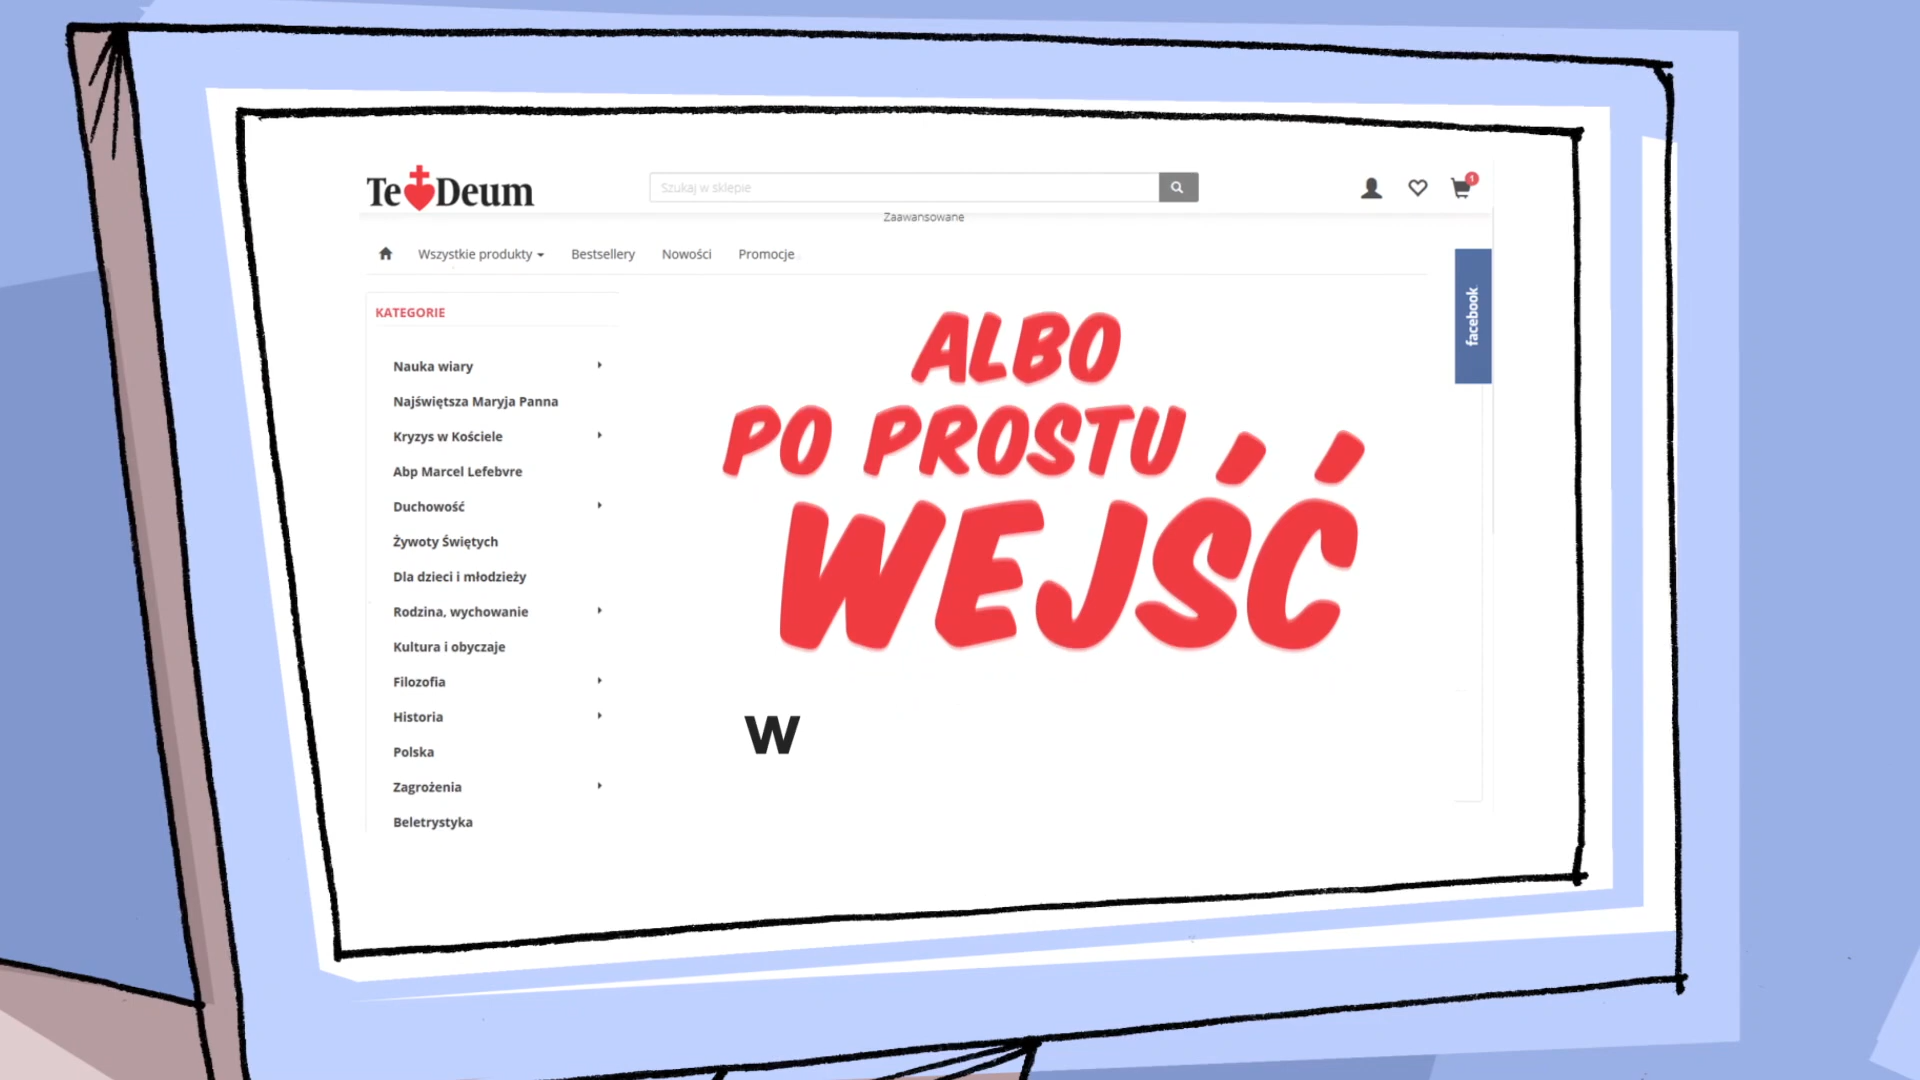 Te Deum
Szukaj w sklepie
1
Zaawansowane
Wszystkie produkty
Bestsellery
Nowości
Promocje
facebook
KATEGORIE
Nauka wiary
Najświętsza Maryja Panna
Kryzys w Kościele
Abp Marcel Lefebvre
Duchowość
Żywoty Świętych
Dla dzieci i młodzieży
Rodzina, wychowanie
Kultura i obyczaje
Filozofia
Historia
Polska
Zagrożenia
Beletrystyka
ALBO
PO PROSTU
WEJŚĆ
W